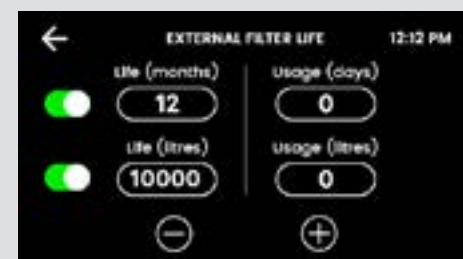 EXTERNAL FILTER LIFE 12:12 PM
Life (months) Usage (days)
12 0
Life (litres) Usage (litres)
10000 0